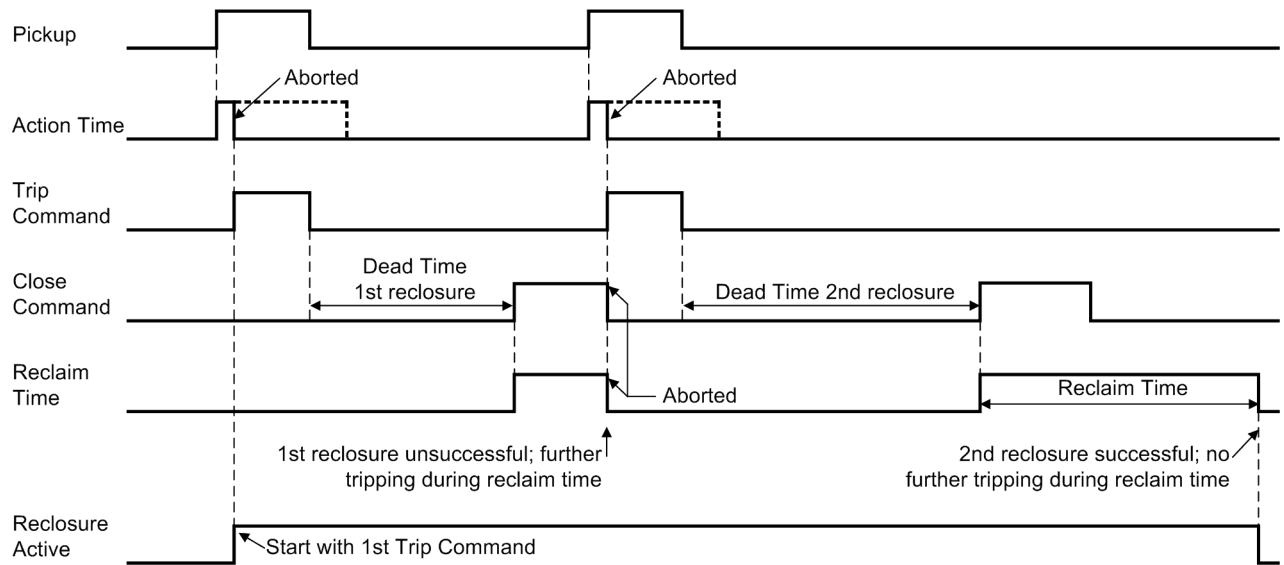 Pickup
Aborted
Aborted
Action Time
Trip
Command
Close
Command
Dead Time
1st reclosure
Dead Time 2nd reclosure
Reclaim
Time
Aborted
Reclaim Time
1st reclosure unsuccessful; further
tripping during reclaim time
2nd reclosure successful; no
further tripping during reclaim time
Reclosure
Active
Start with 1st Trip Command